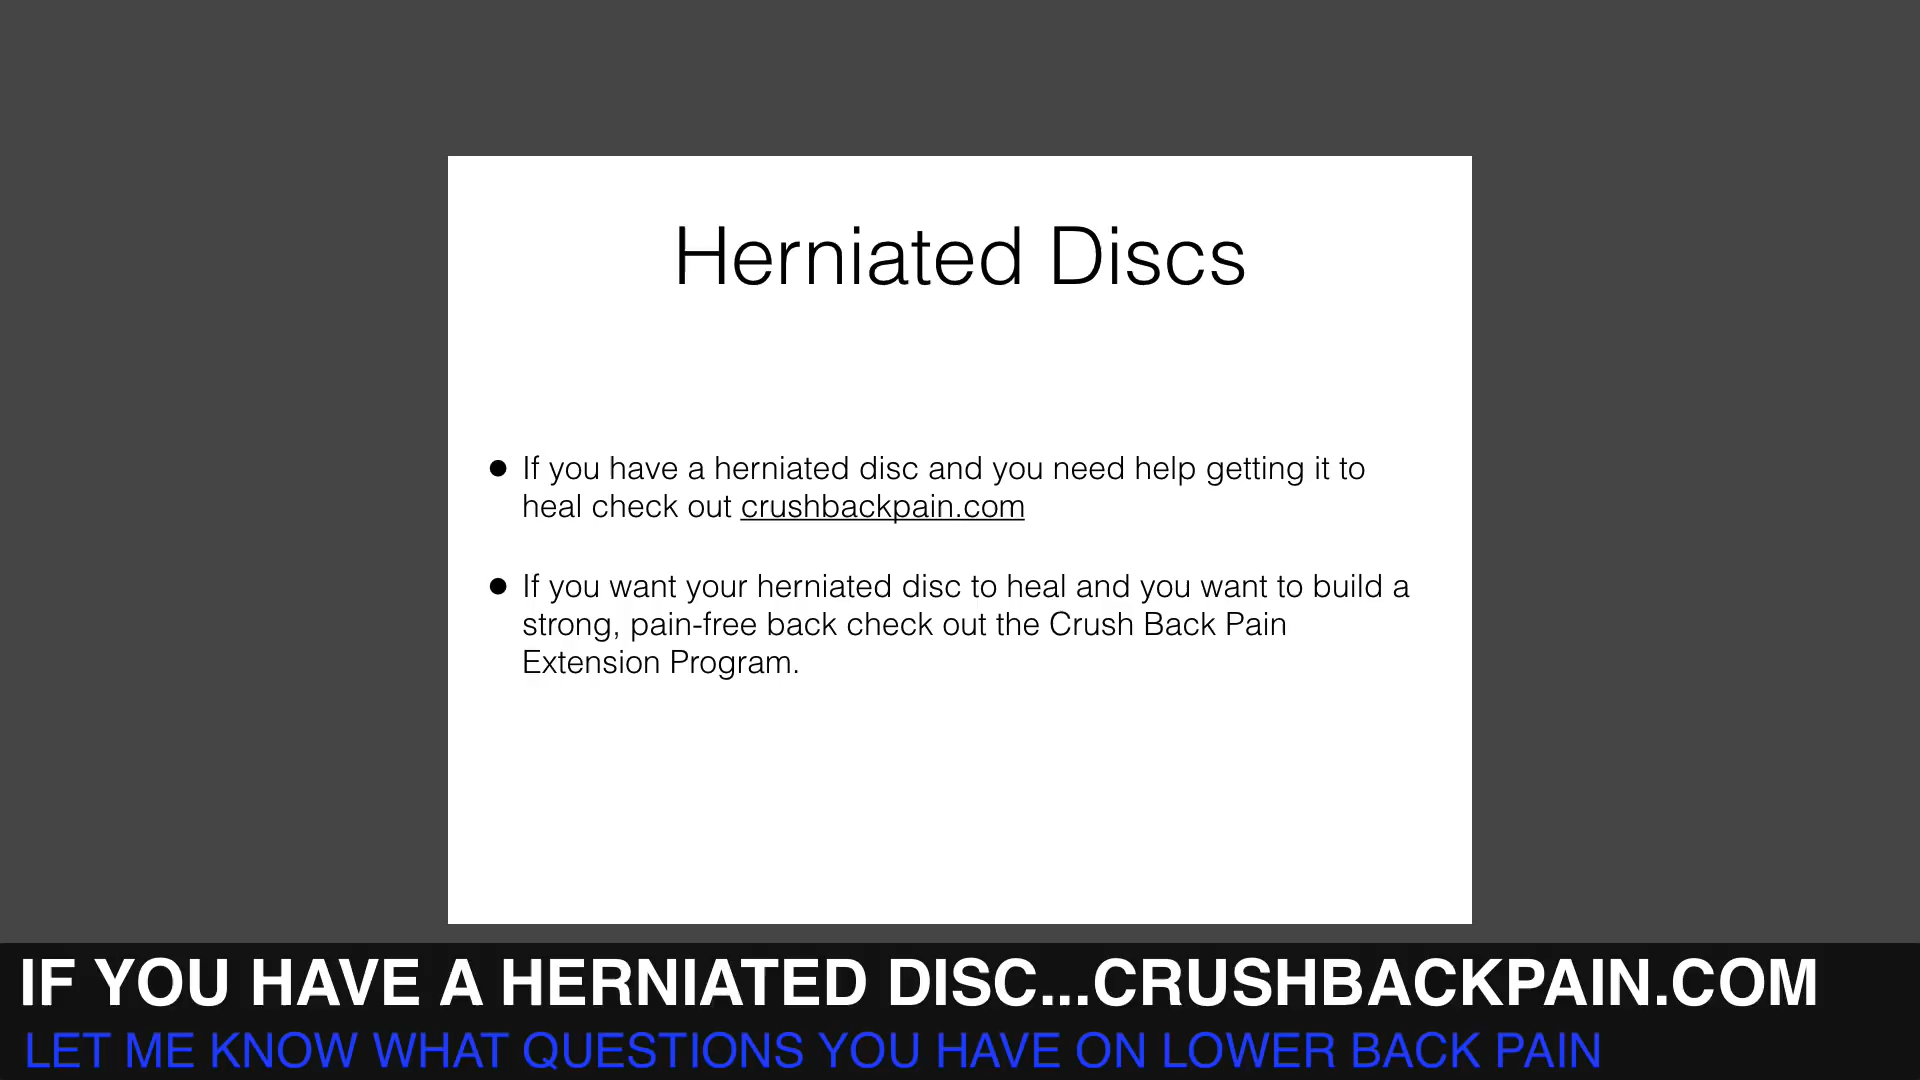 Herniated Discs
● If you have a herniated disc and you need help getting it to
heal check out crushbackpain.com
● If you want your herniated disc to heal and you want to build a
strong, pain-free back check out the Crush Back Pain
Extension Program.
IF YOU HAVE A HERNIATED DISC...CRUSHBACKPAIN.COM
LET ME KNOW WHAT QUESTIONS YOU HAVE ON LOWER BACK PAIN